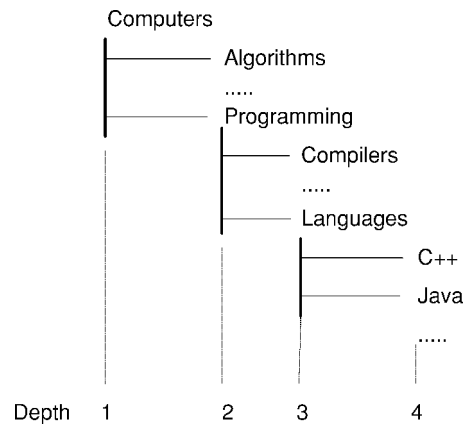 Computers
Algorithms
.....
Programming
Compilers
.....
Languages
C++
Java
.....
Depth 1 2 3 4